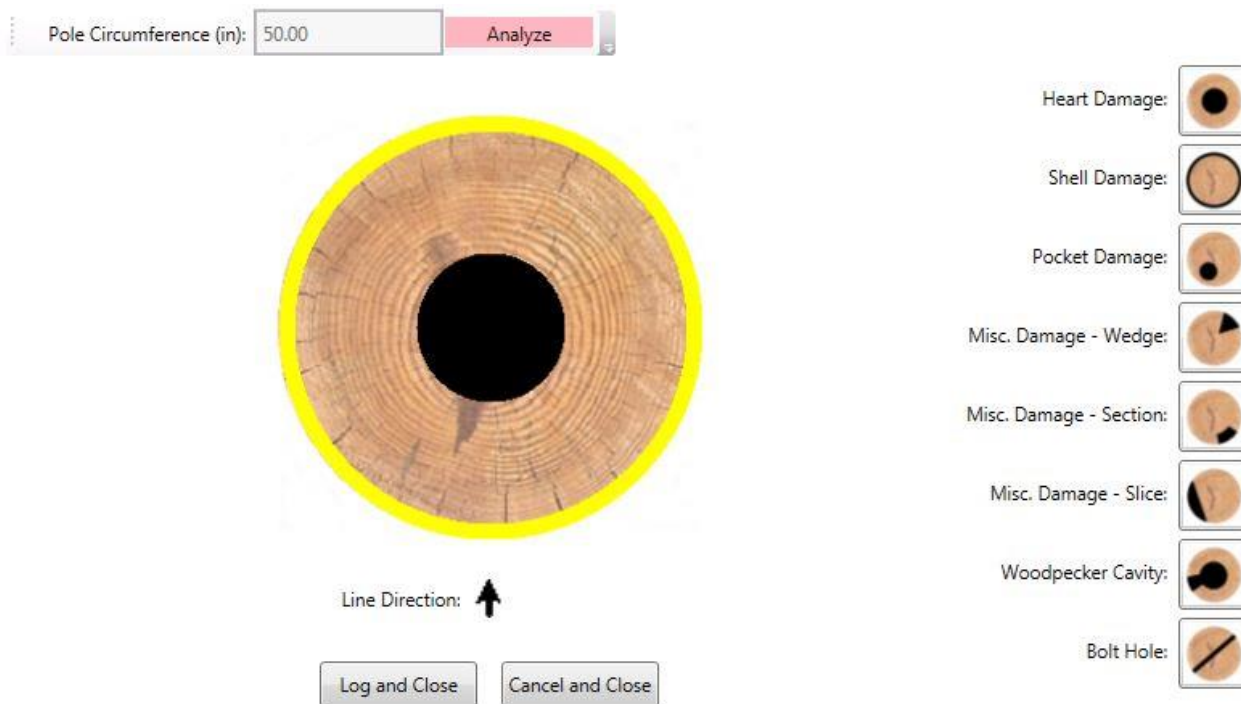 Pole Circumference (in): 50.00 Analyze
Heart Damage:
Shell Damage:
Pocket Damage:
Misc. Damage - Wedge:
Misc. Damage - Section:
Misc. Damage - Slice:
Woodpecker Cavity:
Line Direction:
Bolt Hole:
Log and Close Cancel and Close